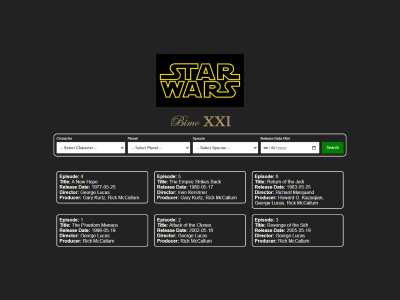 STAR
WARS
Bimo XXI
Character Planet Species Release Date After
-- Select Character -- -- Select Planet -- -- Select Species -- Search
Episode: 4
Title: A New Hope
Release Date: 1977-05-25
Director: George Lucas
Producer: Gary Kurtz, Rick McCallum
Episode: 5
Title: The Empire Strikes Back
Release Date: 1980-05-17
Director: Irvin Kershner
Producer: Gary Kurtz, Rick McCallum
Episode: 6
Title: Return of the Jedi
Release Date: 1983-05-25
Director: Richard Marquand
Producer: Howard G. Kazanjian,
George Lucas, Rick McCallum
Episode: 1
Title: The Phantom Menace
Release Date: 1999-05-19
Director: George Lucas
Producer: Rick McCallum
Episode: 2
Title: Attack of the Clones
Release Date: 2002-05-16
Director: George Lucas
Producer: Rick McCallum
Episode: 3
Title: Revenge of the Sith
Release Date: 2005-05-19
Director: George Lucas
Producer: Rick McCallum